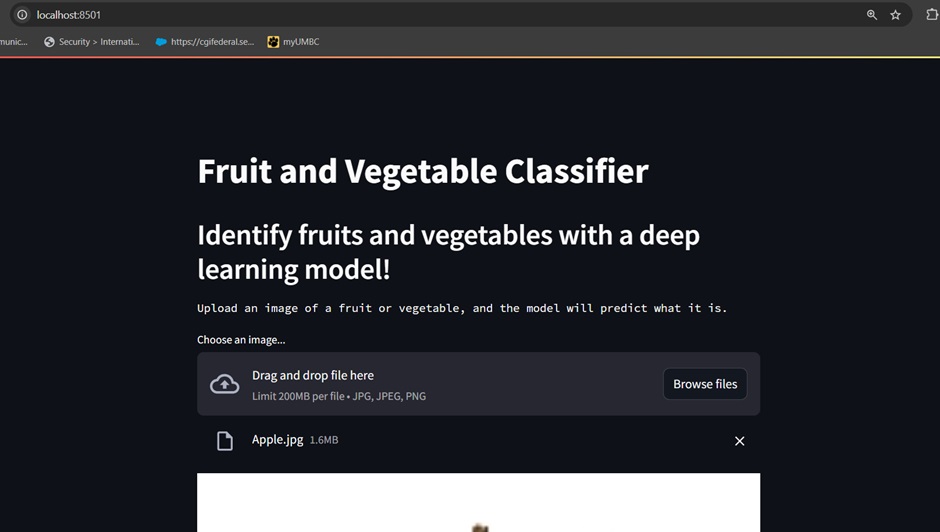 localhost:8501
munic...
Security > Internati...
https://cgifederal.se...
myUMBC
Fruit and Vegetable Classifier
Identify fruits and vegetables with a deep
learning model!
Upload an image of a fruit or vegetable, and the model will predict what it is.
Choose an image...
Drag and drop file here
Limit 200MB per file • JPG, JPEG, PNG
Browse files
Apple.jpg 1.6MB